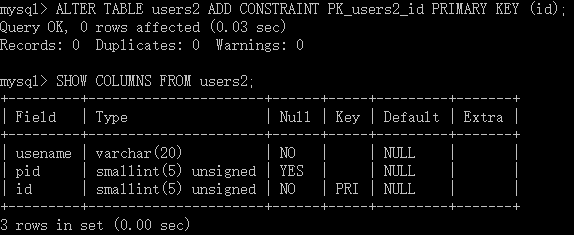 mysql> ALTER TABLE users2 ADD CONSTRAINT PK_users2_id PRIMARY KEY (id);
Query OK, 0 rows affected (0.03 sec)
Records: 0  Duplicates: 0  Warnings: 0
mysql> SHOW COLUMNS FROM users2;
+---------+----------------------+------+-----+---------+-------+
| Field   | Type                 | Null | Key | Default | Extra |
+---------+----------------------+------+-----+---------+-------+
| usename | varchar(20)          | NO   |     | NULL    |       |
| pid     | smallint(5) unsigned | YES  |     | NULL    |       |
| id      | smallint(5) unsigned | NO   | PRI | NULL    |       |
+---------+----------------------+------+-----+---------+-------+
3 rows in set (0.00 sec)